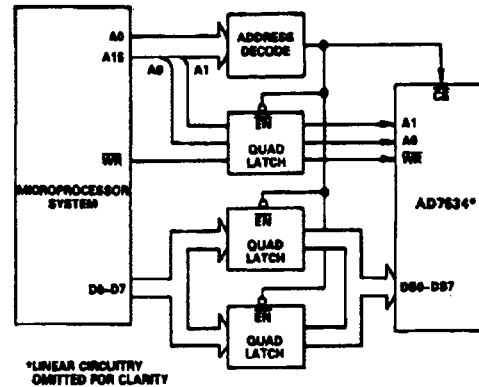 A0
A15
A0
A1
ADDRESS
DECODE
CS
EN
QUAD
LATCH
A1
A0
WR
WR
MICROPROCESSOR
SYSTEM
AD7534*
EN
QUAD
LATCH
D0–D7
DB0–DB7
EN
QUAD
LATCH
*LINEAR CIRCUITRY
OMITTED FOR CLARITY